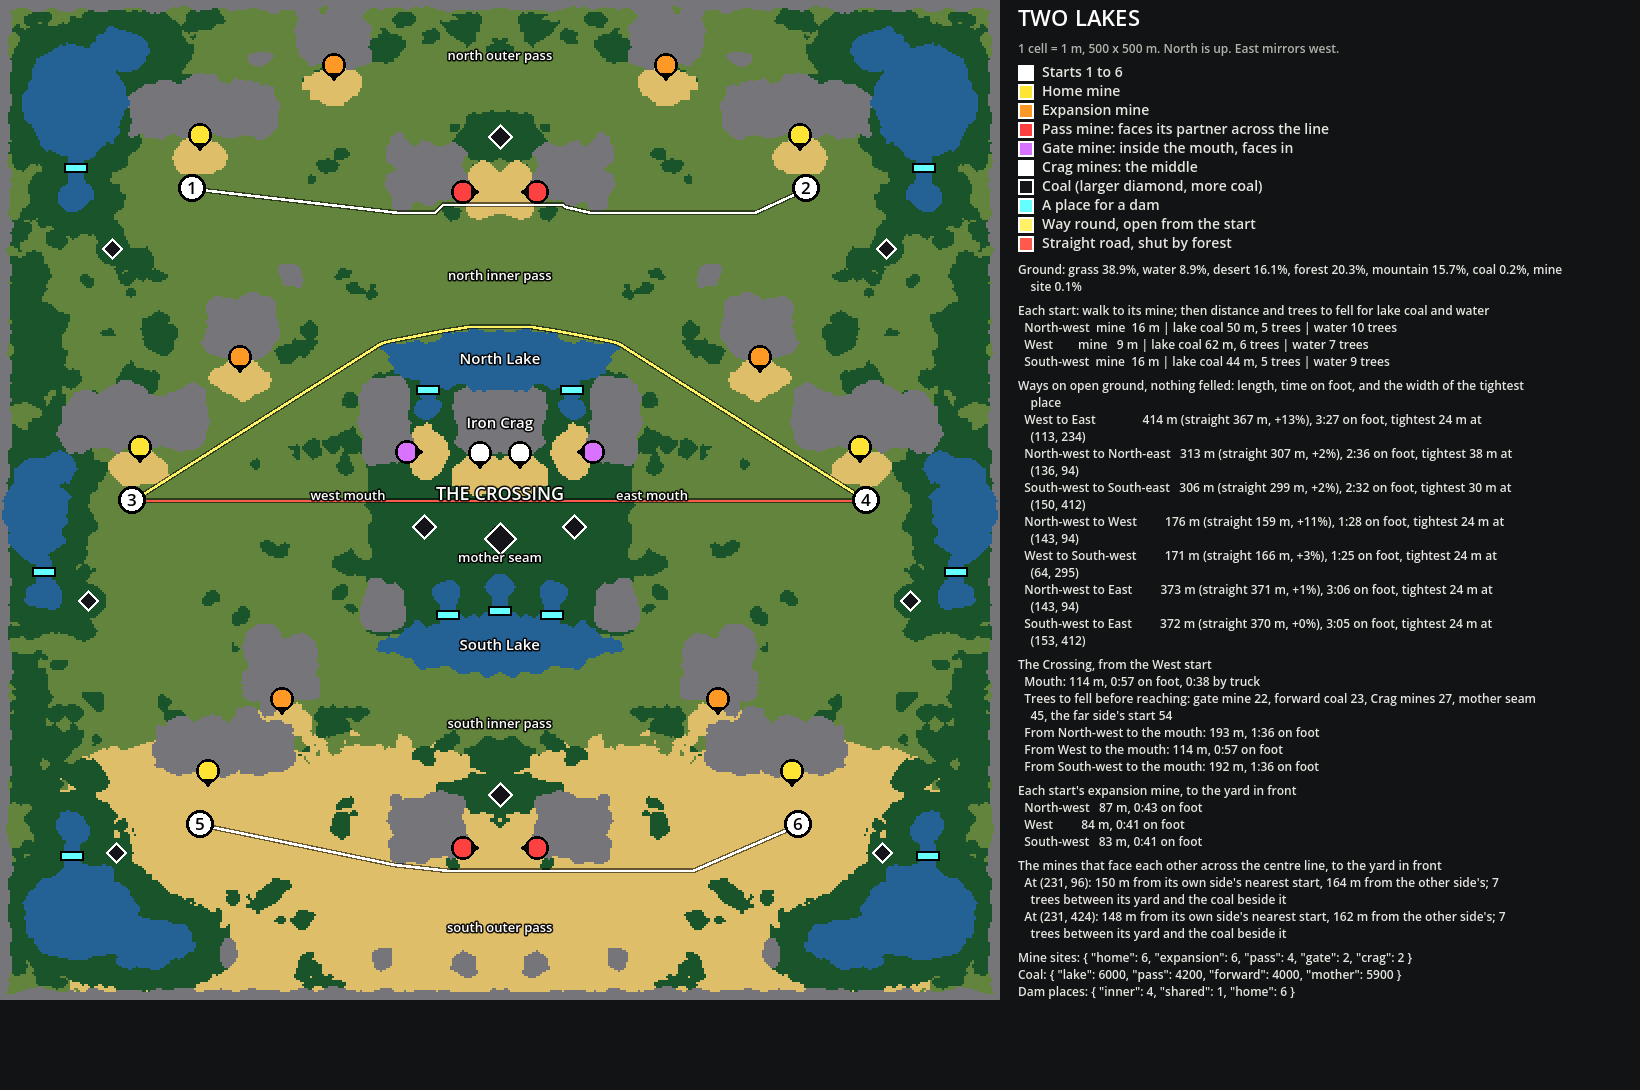 TWO LAKES
1 cell = 1 m, 500 x 500 m. North is up. East mirrors west.
Starts 1 to 6
Home mine
Expansion mine
Pass mine: faces its partner across the line
Gate mine: inside the mouth, faces in
Crag mines: the middle
Coal (larger diamond, more coal)
A place for a dam
Way round, open from the start
Straight road, shut by forest
Ground: grass 38.9%, water 8.9%, desert 16.1%, forest 20.3%, mountain 15.7%, coal 0.2%, mine
site 0.1%
Each start: walk to its mine; then distance and trees to fell for lake coal and water
North-west mine 16 m | lake coal 50 m, 5 trees | water 10 trees
West mine 9 m | lake coal 62 m, 6 trees | water 7 trees
South-west mine 16 m | lake coal 44 m, 5 trees | water 9 trees
Ways on open ground, nothing felled: length, time on foot, and the width of the tightest
place
West to East 414 m (straight 367 m, +13%), 3:27 on foot, tightest 24 m at
(113, 234)
North-west to North-east 313 m (straight 307 m, +2%), 2:36 on foot, tightest 38 m at
(136, 94)
South-west to South-east 306 m (straight 299 m, +2%), 2:32 on foot, tightest 30 m at
(150, 412)
North-west to West 176 m (straight 159 m, +11%), 1:28 on foot, tightest 24 m at
(143, 94)
West to South-west 171 m (straight 166 m, +3%), 1:25 on foot, tightest 24 m at
(64, 295)
North-west to East 373 m (straight 371 m, +1%), 3:06 on foot, tightest 24 m at
(143, 94)
South-west to East 372 m (straight 370 m, +0%), 3:05 on foot, tightest 24 m at
(153, 412)
The Crossing, from the West start
Mouth: 114 m, 0:57 on foot, 0:38 by truck
Trees to fell before reaching: gate mine 22, forward coal 23, Crag mines 27, mother seam
45, the far side's start 54
From North-west to the mouth: 193 m, 1:36 on foot
From West to the mouth: 114 m, 0:57 on foot
From South-west to the mouth: 192 m, 1:36 on foot
Each start's expansion mine, to the yard in front
North-west 87 m, 0:43 on foot
West 84 m, 0:41 on foot
South-west 83 m, 0:41 on foot
The mines that face each other across the centre line, to the yard in front
At (231, 96): 150 m from its own side's nearest start, 164 m from the other side's; 7
trees between its yard and the coal beside it
At (231, 424): 148 m from its own side's nearest start, 162 m from the other side's; 7
trees between its yard and the coal beside it
Mine sites: { "home": 6, "expansion": 6, "pass": 4, "gate": 2, "crag": 2 }
Coal: { "lake": 6000, "pass": 4200, "forward": 4000, "mother": 5900 }
Dam places: { "inner": 4, "shared": 1, "home": 6 }
north outer pass
1
2
north inner pass
North Lake
Iron Crag
3
west mouth
THE CROSSING
east mouth
4
mother seam
South Lake
south inner pass
5
6
south outer pass